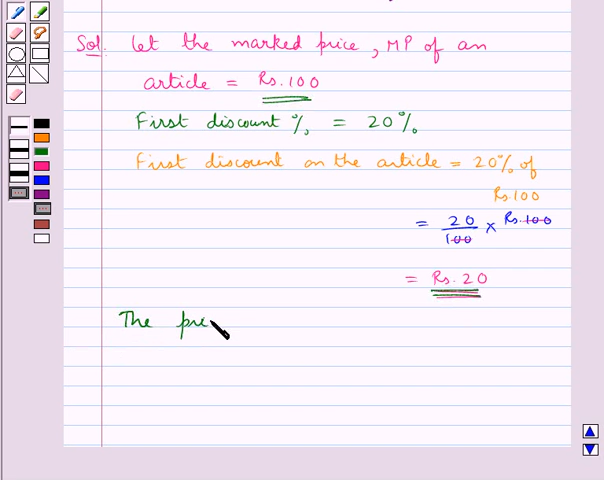 Sol. Let the marked price, MP of an
article = Rs.100
First discount % = 20%.
First discount on the article = 20% of
Rs.100
= 20/100 × Rs.100
= Rs.20
The pri